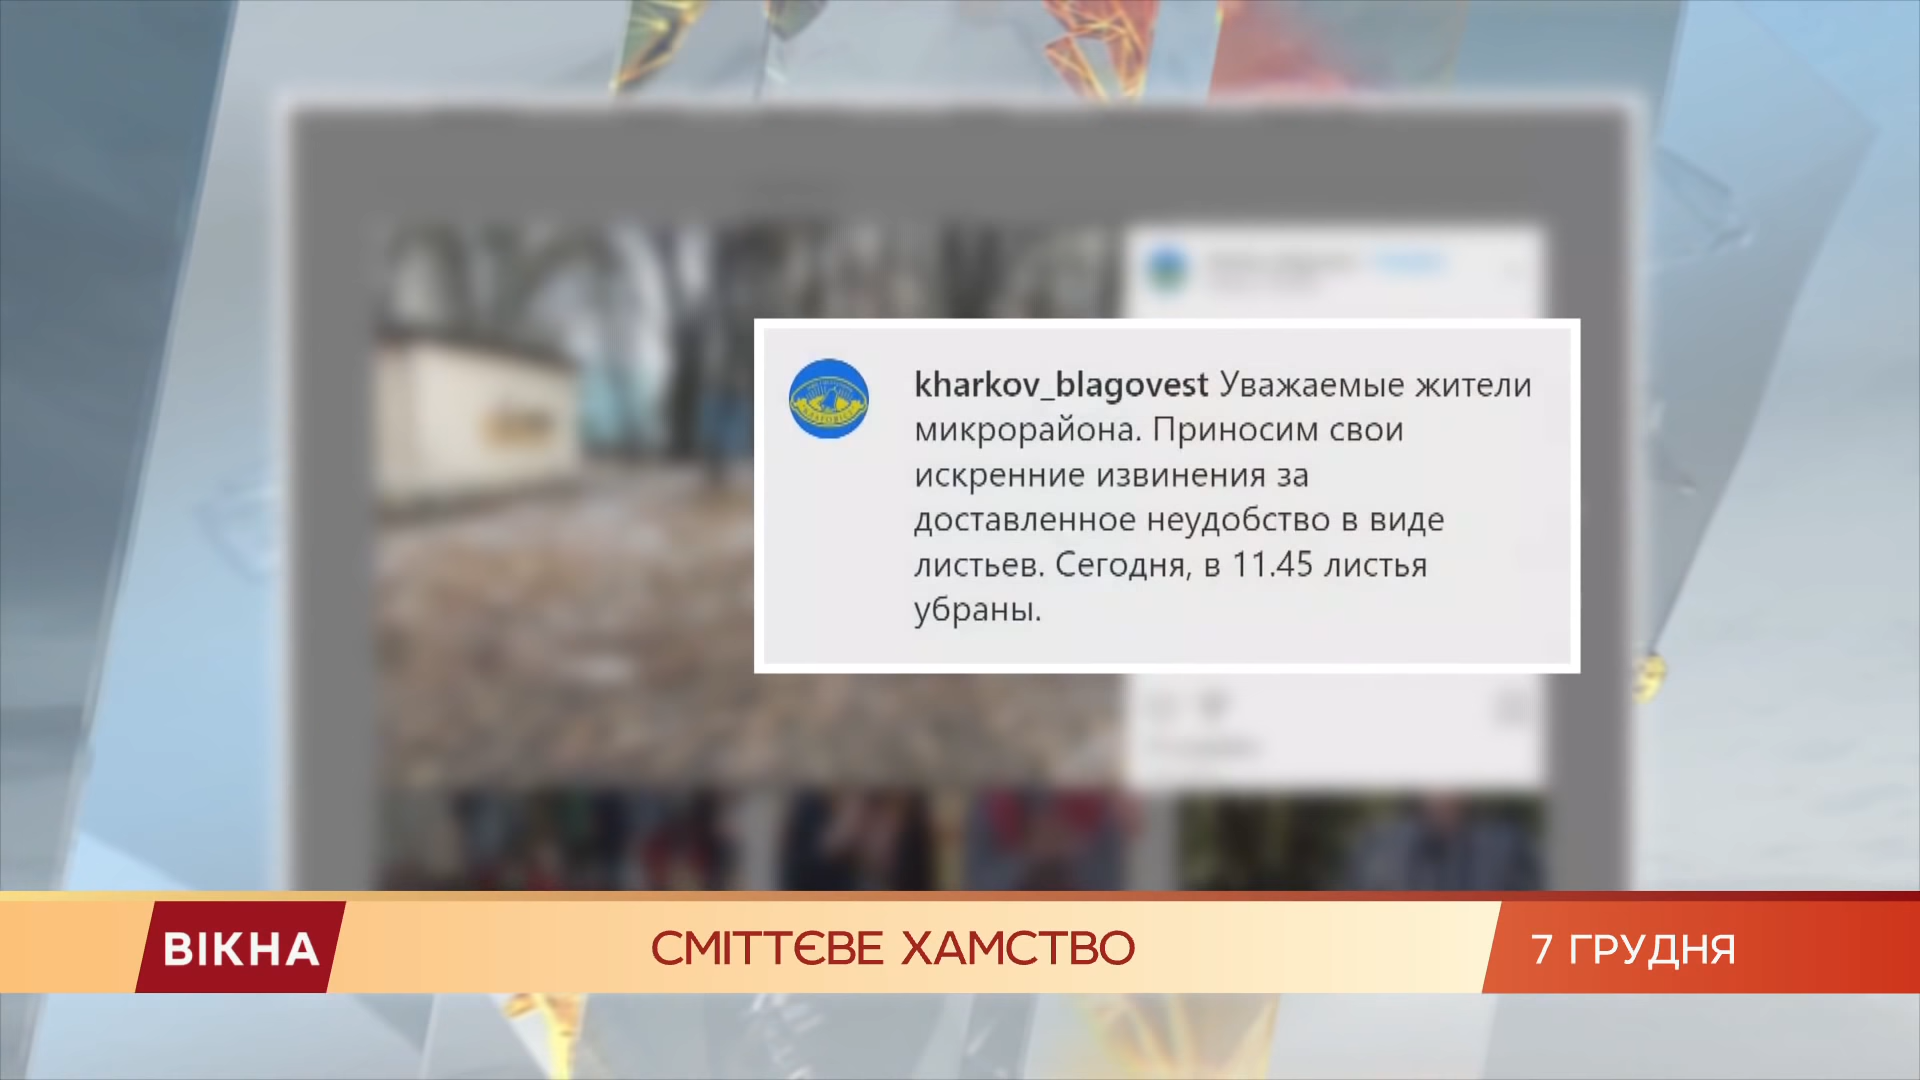 kharkov_blagovest Уважаемые жители
микрорайона. Приносим свои
искренние извинения за
доставленное неудобство в виде
листьев. Сегодня, в 11.45 листья
убраны.
ВІКНА
СМІТТЄВЕ ХАМСТВО
7 ГРУДНЯ